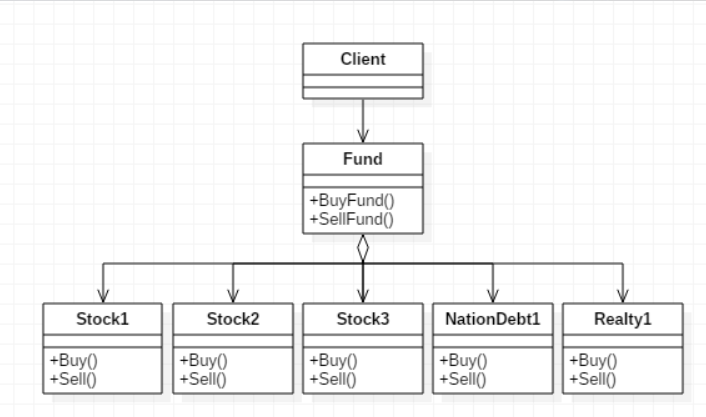 Client
Fund
+BuyFund()
+SellFund()
Stock1
Stock2
Stock3
NationDebt1
Realty1
+Buy()
+Buy()
+Buy()
+Buy()
+Buy()
+Sell()
+Sell()
+Sell()
+Sell()
+Sell()